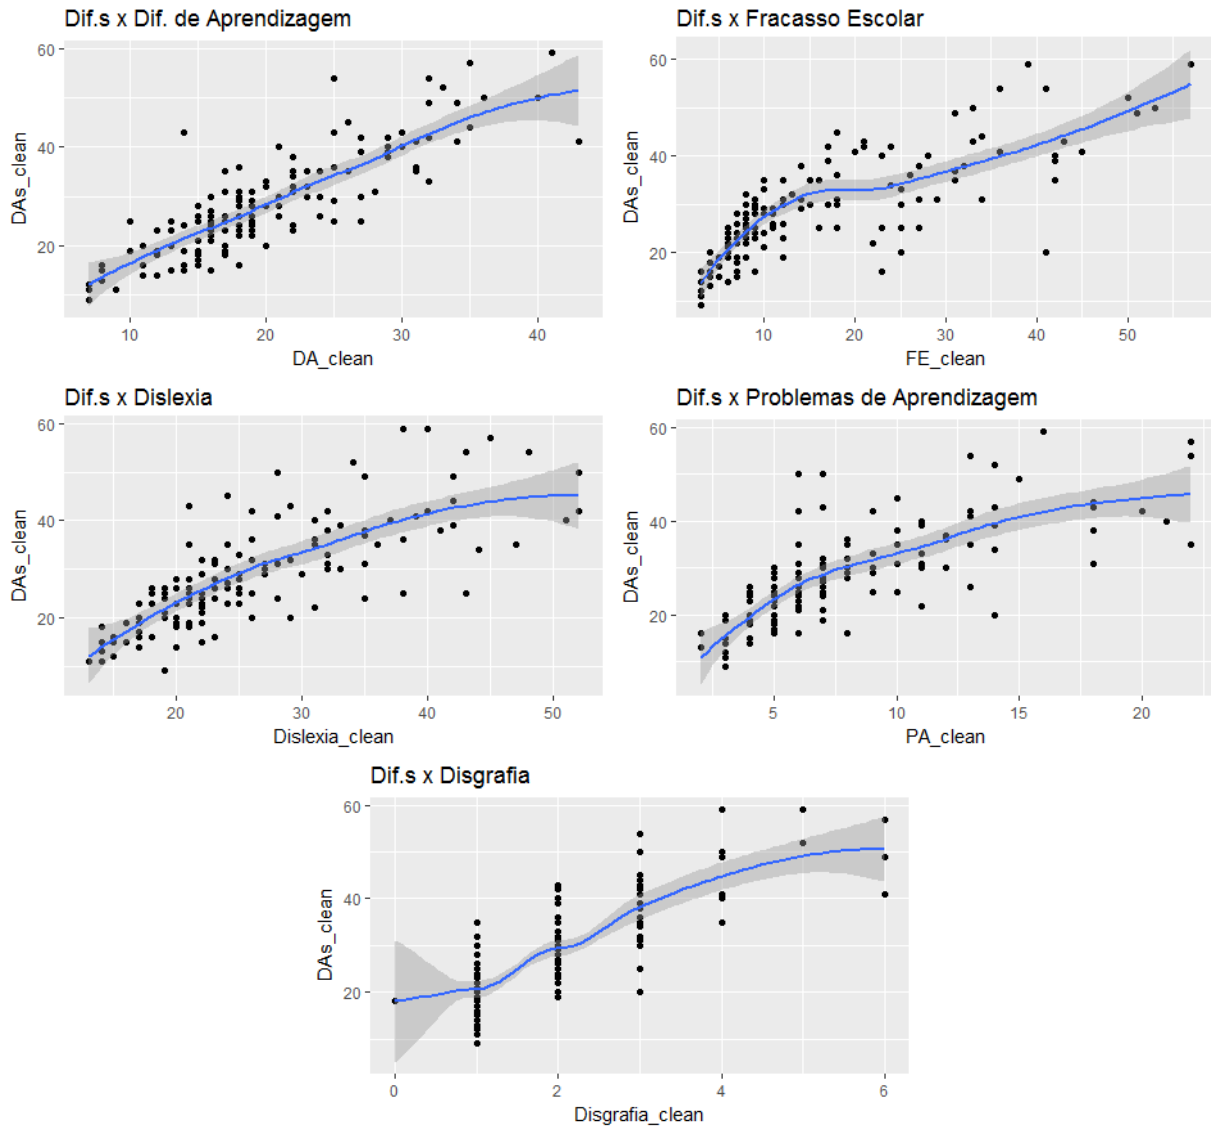 Dif.s x Dif. de Aprendizagem
60
40
20
DAs_clean
10 20 30 40
DA_clean
Dif.s x Fracasso Escolar
60
40
20
DAs_clean
10 20 30 40 50
FE_clean
Dif.s x Dislexia
60
40
20
DAs_clean
20 30 40 50
Dislexia_clean
Dif.s x Problemas de Aprendizagem
60
40
20
DAs_clean
5 10 15 20
PA_clean
Dif.s x Disgrafia
60
40
20
DAs_clean
0 2 4 6
Disgrafia_clean